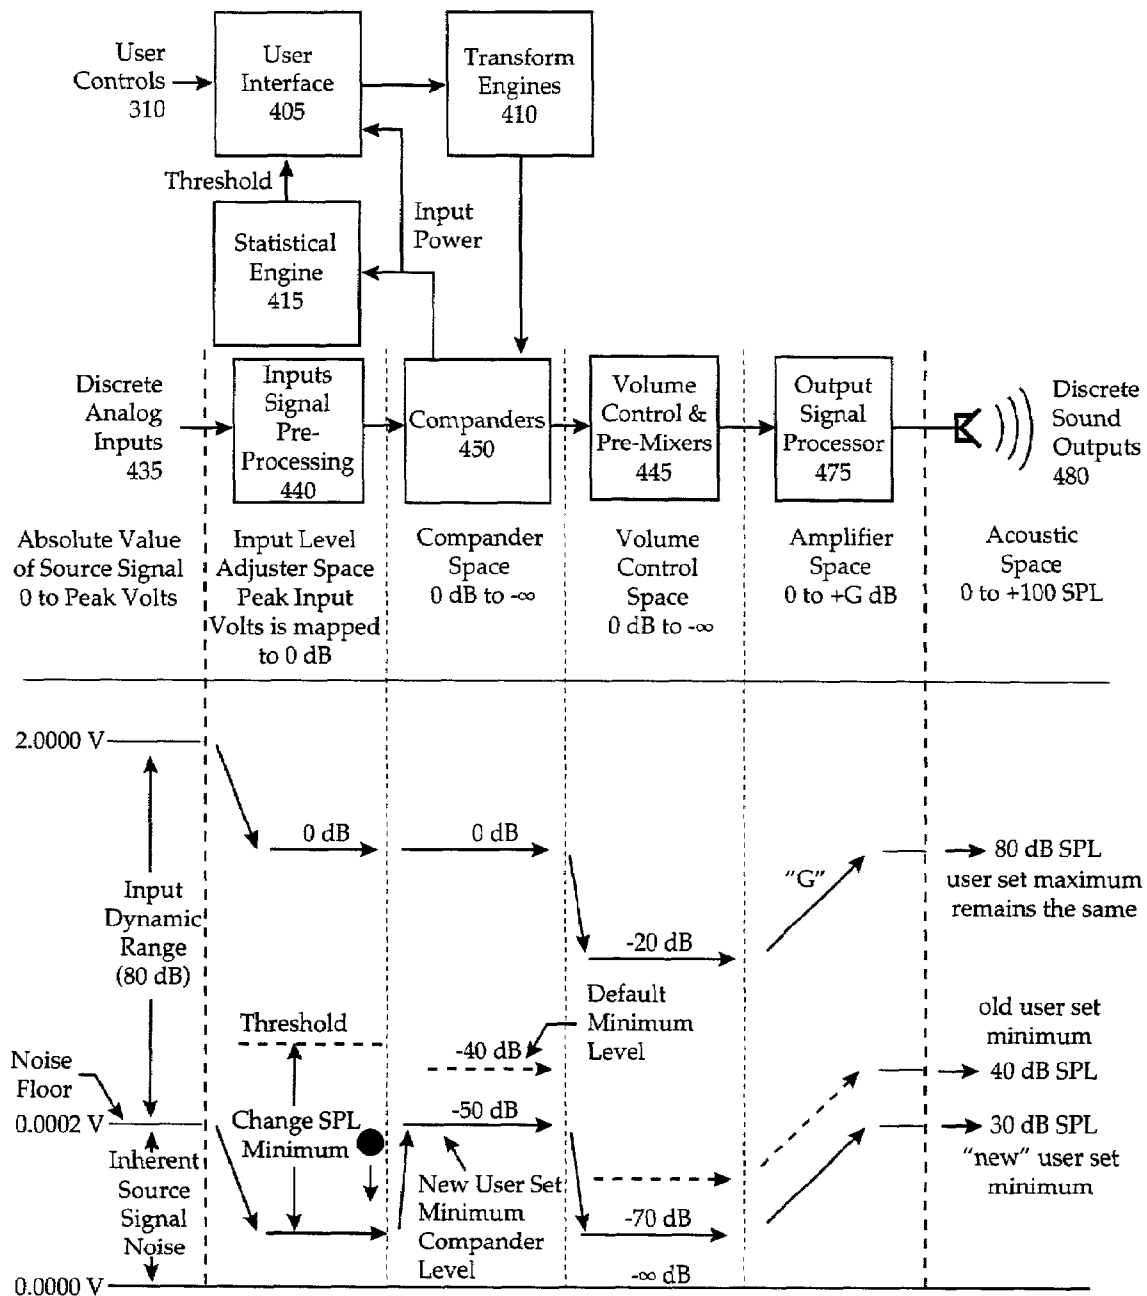 User
Controls
310
User
Interface
405
Transform
Engines
410
Threshold
Input
Power
Statistical
Engine
415
Discrete
Analog
Inputs
435
Inputs
Signal
Pre-
Processing
440
Companders
450
Volume
Control &
Pre-Mixers
445
Output
Signal
Processor
475
Discrete
Sound
Outputs
480
Absolute Value
of Source Signal
0 to Peak Volts
Input Level
Adjuster Space
Peak Input
Volts is mapped
to 0 dB
Compander
Space
0 dB to -∞
Volume
Control
Space
0 dB to -∞
Amplifier
Space
0 to +G dB
Acoustic
Space
0 to +100 SPL
2.0000 V
0 dB
0 dB
"G"
80 dB SPL
user set maximum
remains the same
Input
Dynamic
Range
(80 dB)
-20 dB
Threshold
Default
Minimum
Level
-40 dB
old user set
minimum
40 dB SPL
Noise
Floor
0.0002 V
Change SPL
Minimum
-50 dB
30 dB SPL
"new" user set
minimum
Inherent
Source
Signal
Noise
New User Set
Minimum
Compander
Level
-70 dB
-∞ dB
0.0000 V